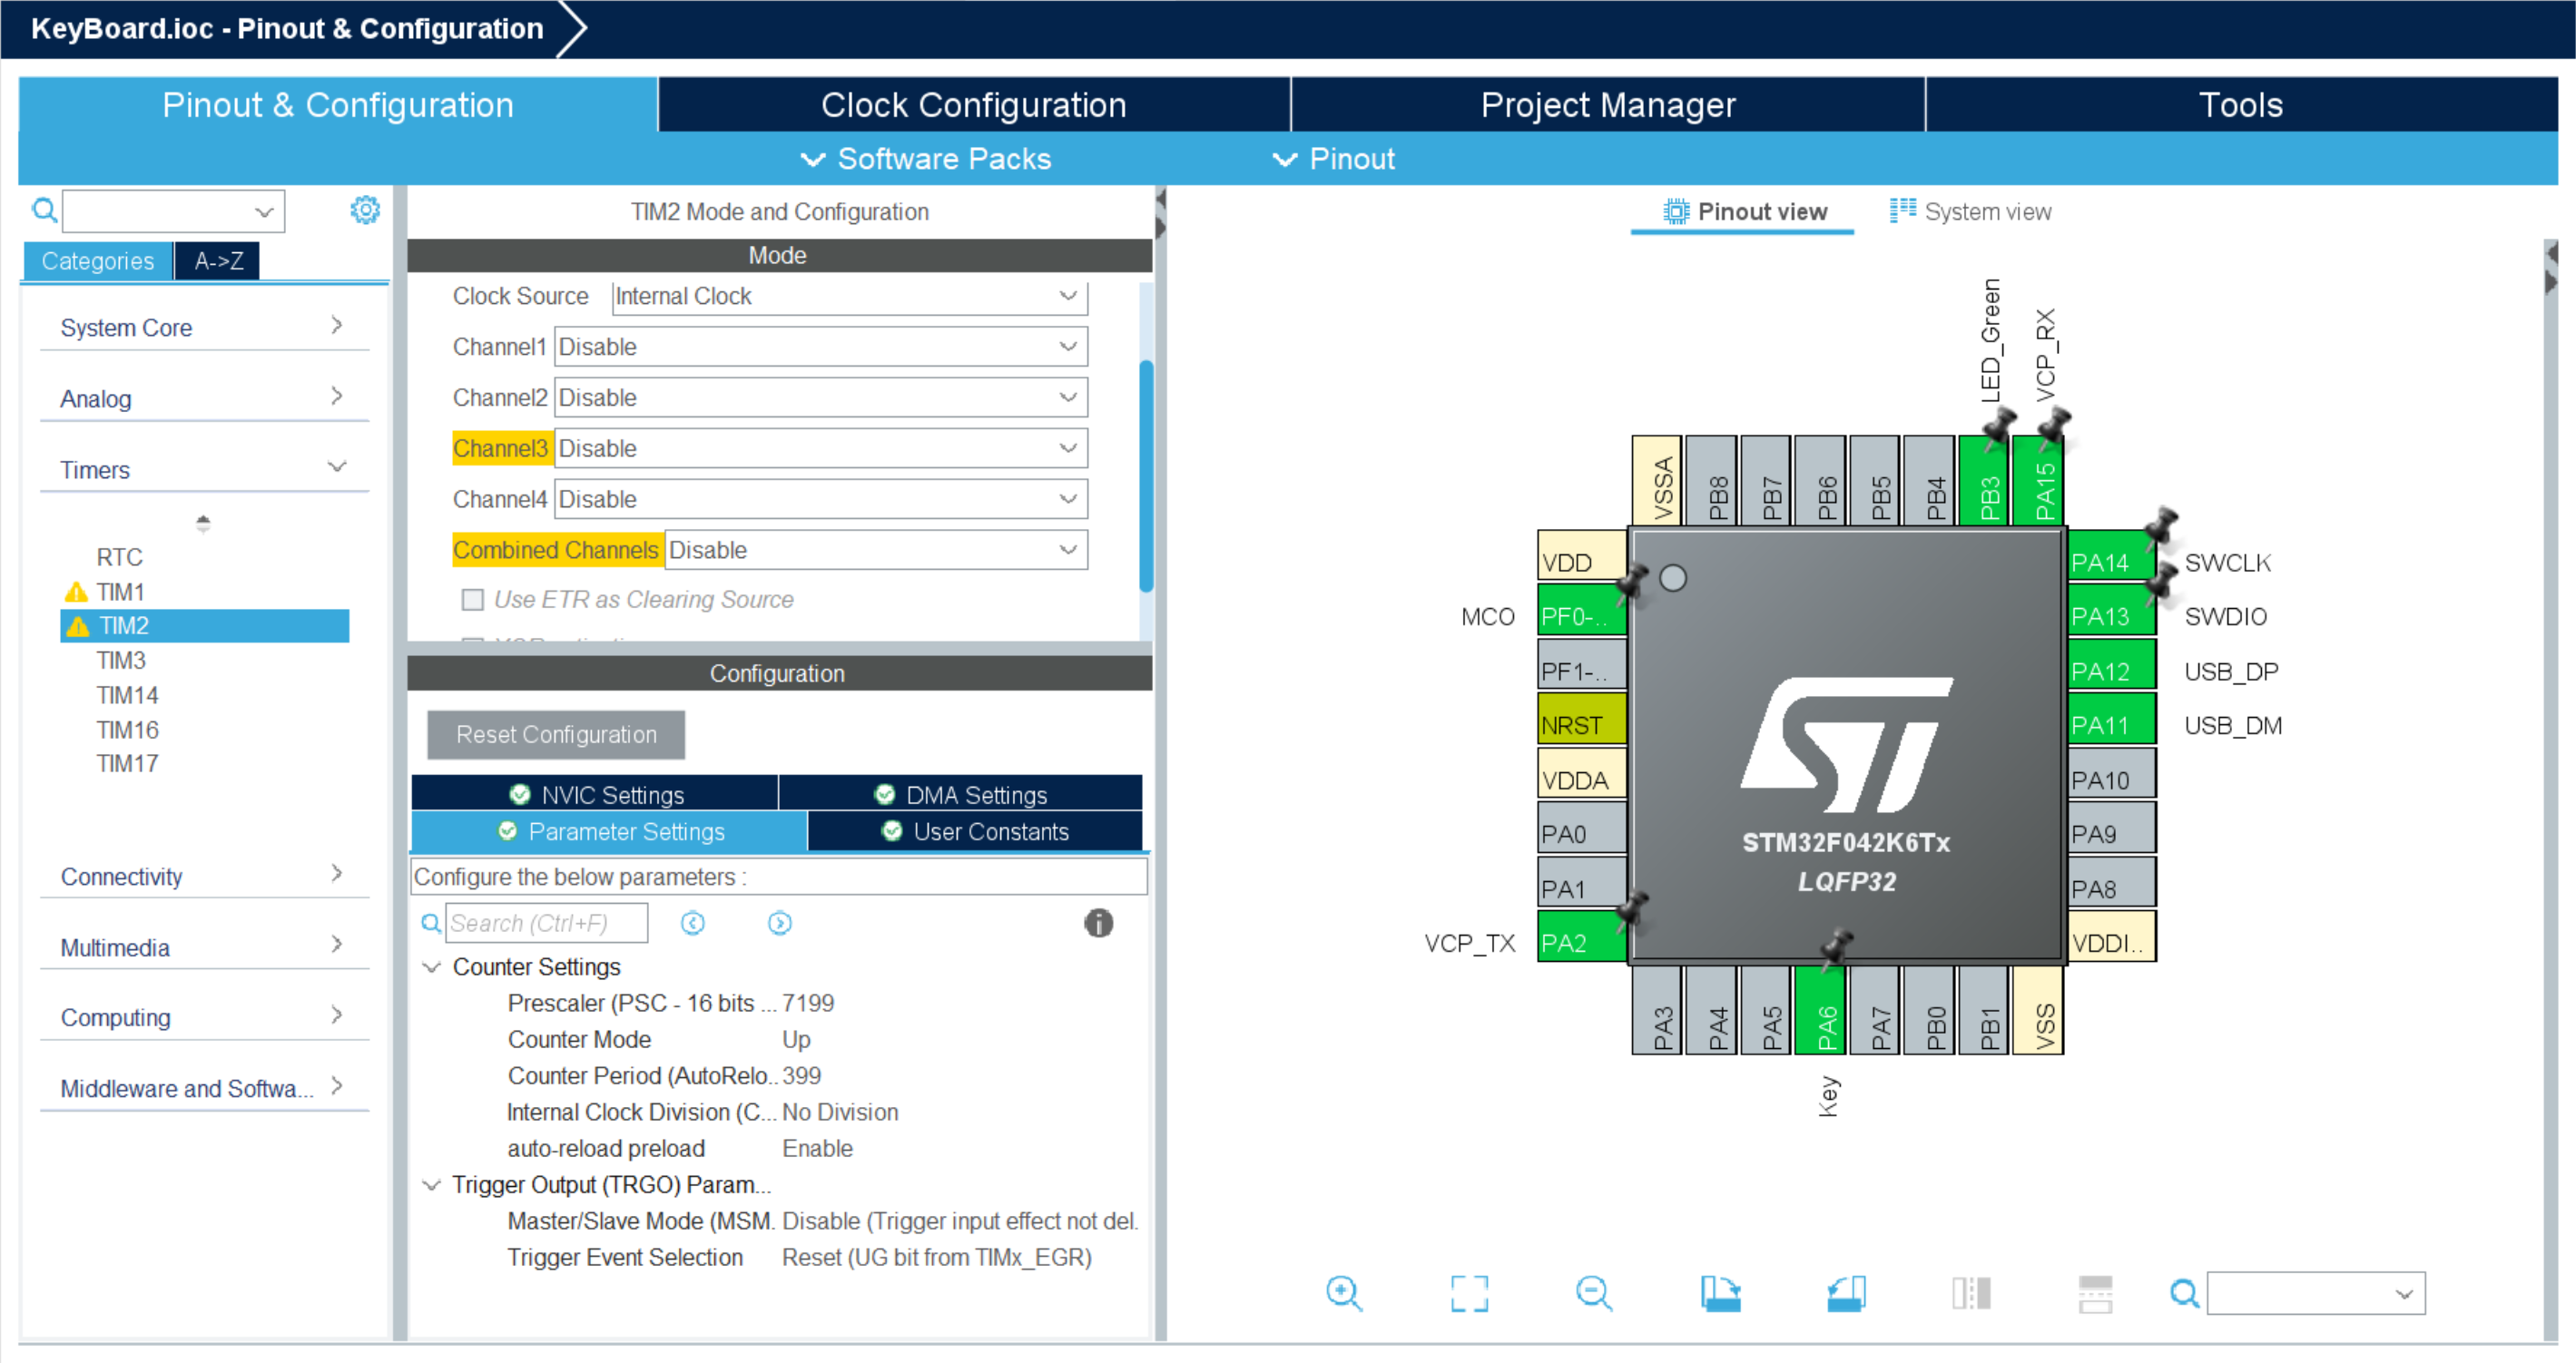 KeyBoard.ioc - Pinout & Configuration
Pinout & Configuration
Clock Configuration
Project Manager
Tools
Software Packs
Pinout
Categories
A->Z
System Core
Analog
Timers
RTC
TIM1
TIM2
TIM3
TIM14
TIM16
TIM17
Connectivity
Multimedia
Computing
Middleware and Softwa...
TIM2 Mode and Configuration
Mode
Clock Source Internal Clock
Channel1 Disable
Channel2 Disable
Channel3 Disable
Channel4 Disable
Combined Channels Disable
Use ETR as Clearing Source
Configuration
Reset Configuration
NVIC Settings
DMA Settings
Parameter Settings
User Constants
Configure the below parameters :
Search (Ctrl+F)
Counter Settings
Prescaler (PSC - 16 bits ... 7199
Counter Mode Up
Counter Period (AutoRelo.. 399
Internal Clock Division (C... No Division
auto-reload preload Enable
Trigger Output (TRGO) Param...
Master/Slave Mode (MSM. Disable (Trigger input effect not del.
Trigger Event Selection Reset (UG bit from TIMx_EGR)
Pinout view
System view
LED_Green
VCP_RX
VSSA
PB8
PB7
PB6
PB5
PB4
PB3
PA15
VDD
MCO PF0-..
PF1-..
NRST
VDDA
PA0
PA1
VCP_TX PA2
PA14 SWCLK
PA13 SWDIO
PA12 USB_DP
PA11 USB_DM
PA10
PA9
PA8
VDDI..
STM32F042K6Tx
LQFP32
PA3
PA4
PA5
PA6
PA7
PB0
PB1
VSS
Key